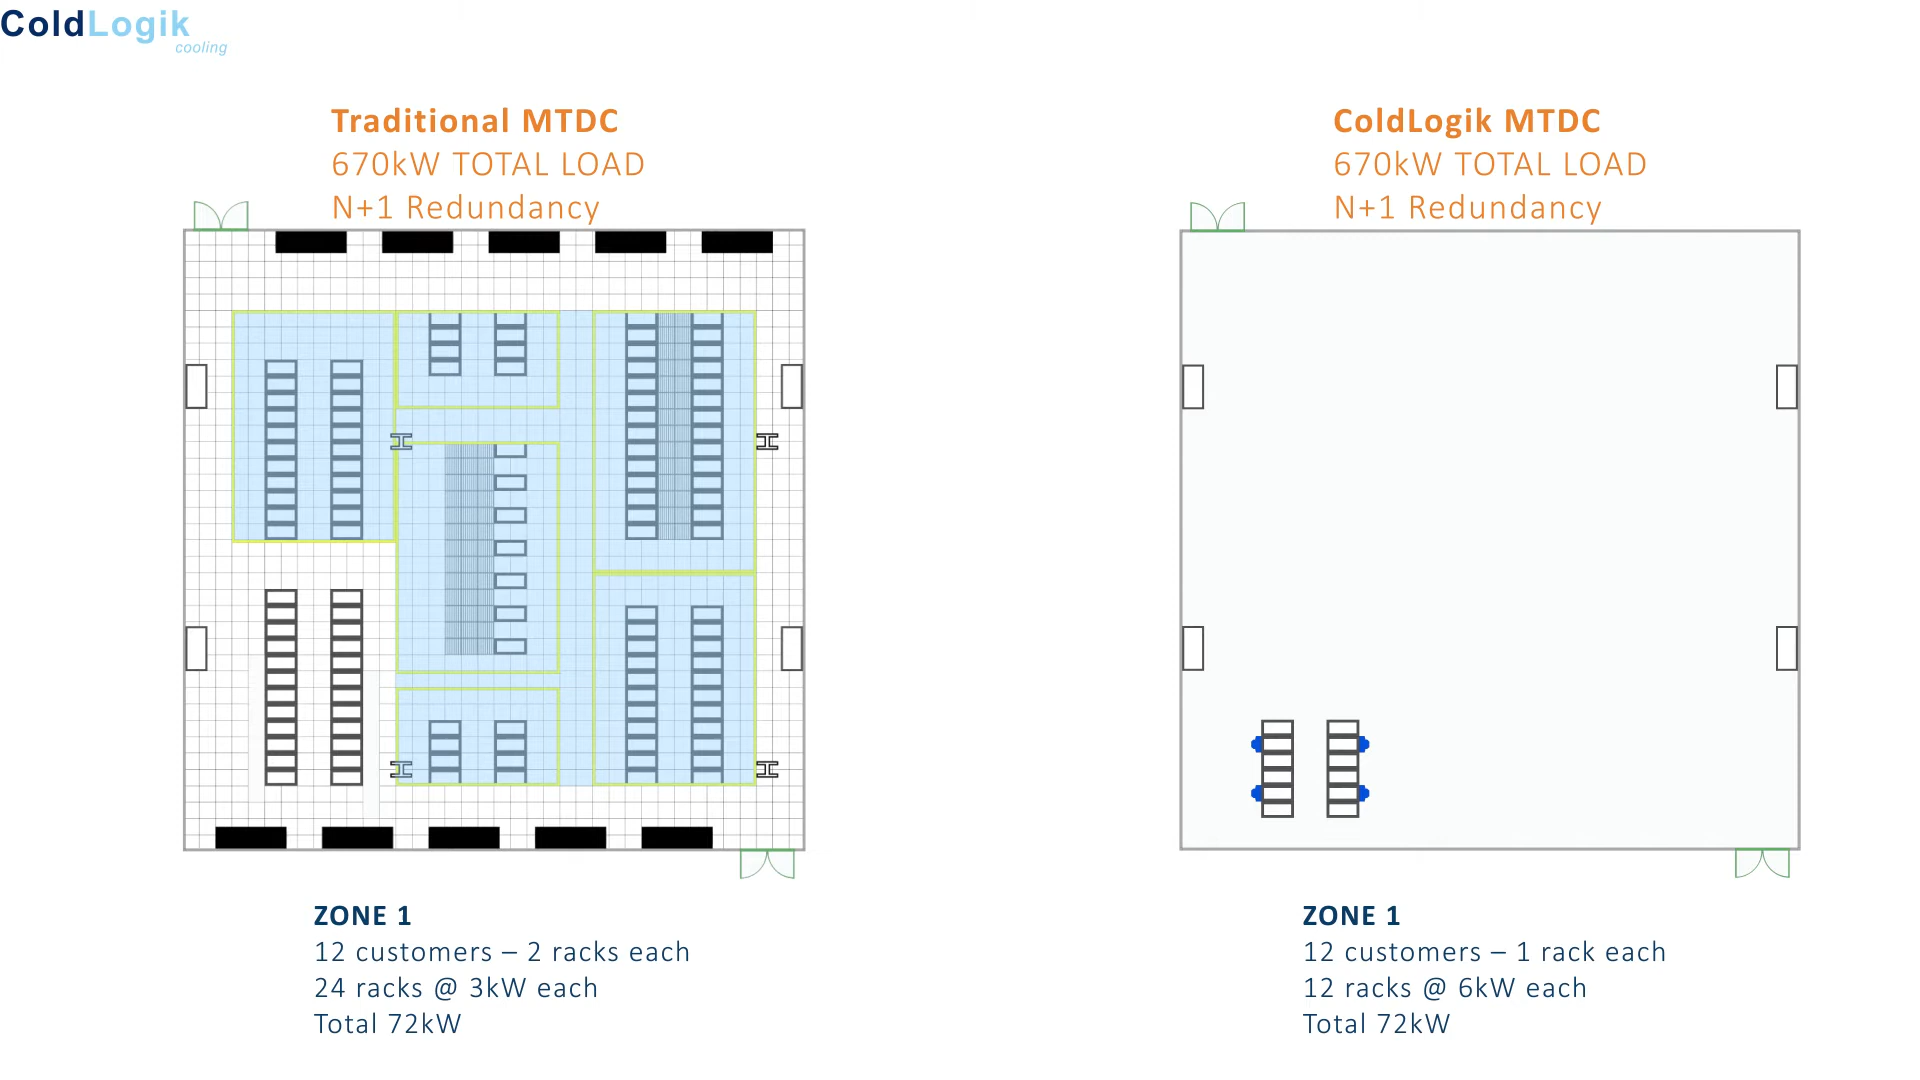 ColdLogik
cooling
Traditional MTDC
670kW TOTAL LOAD
N+1 Redundancy
ColdLogik MTDC
670kW TOTAL LOAD
N+1 Redundancy
ZONE 1
12 customers – 2 racks each
24 racks @ 3kW each
Total 72kW
ZONE 1
12 customers – 1 rack each
12 racks @ 6kW each
Total 72kW